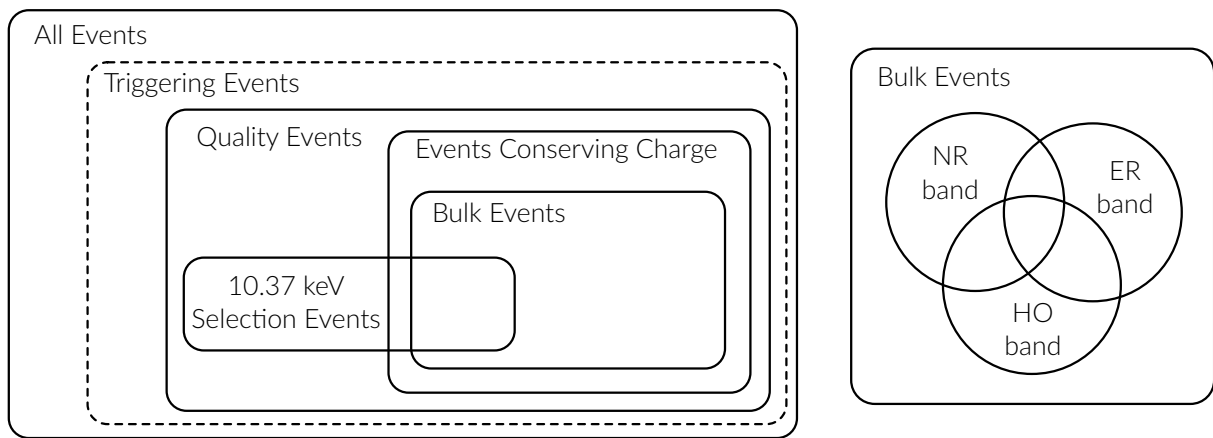 All Events
Triggering Events
Quality Events
Events Conserving Charge
Bulk Events
10.37 keV
Selection Events
Bulk Events
NR
band
ER
band
HO
band